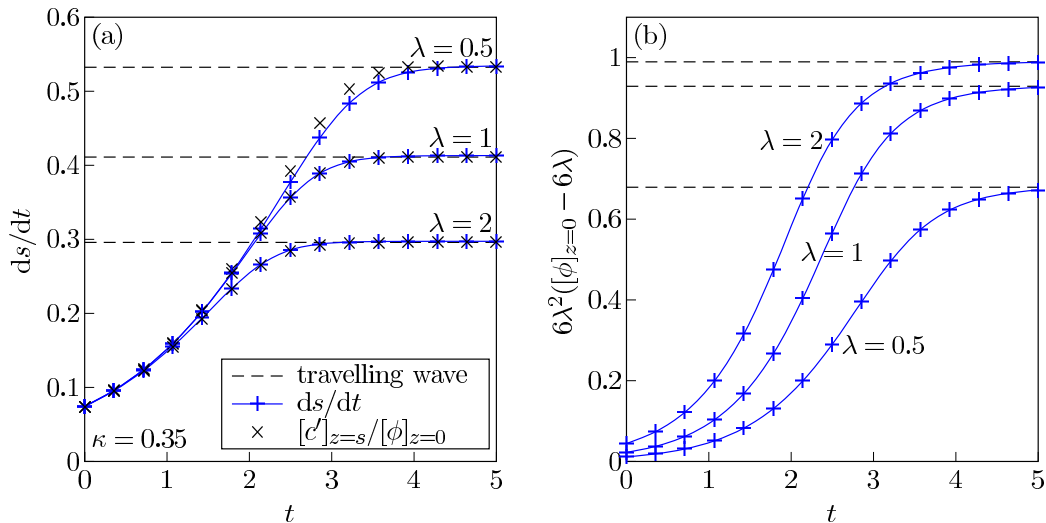 (a)
0.6
0.5
0.4
0.3
0.2
0.1
0
ds/dt
λ = 0.5
λ = 1
λ = 2
travelling wave
ds/dt
[c′]z=s/[ϕ]z=0
κ = 0.35
0 1 2 3 4 5
t
(b)
1
0.8
0.6
0.4
0.2
0
6λ²([ϕ]z=0−6λ)
λ = 2
λ = 1
λ = 0.5
0 1 2 3 4 5
t